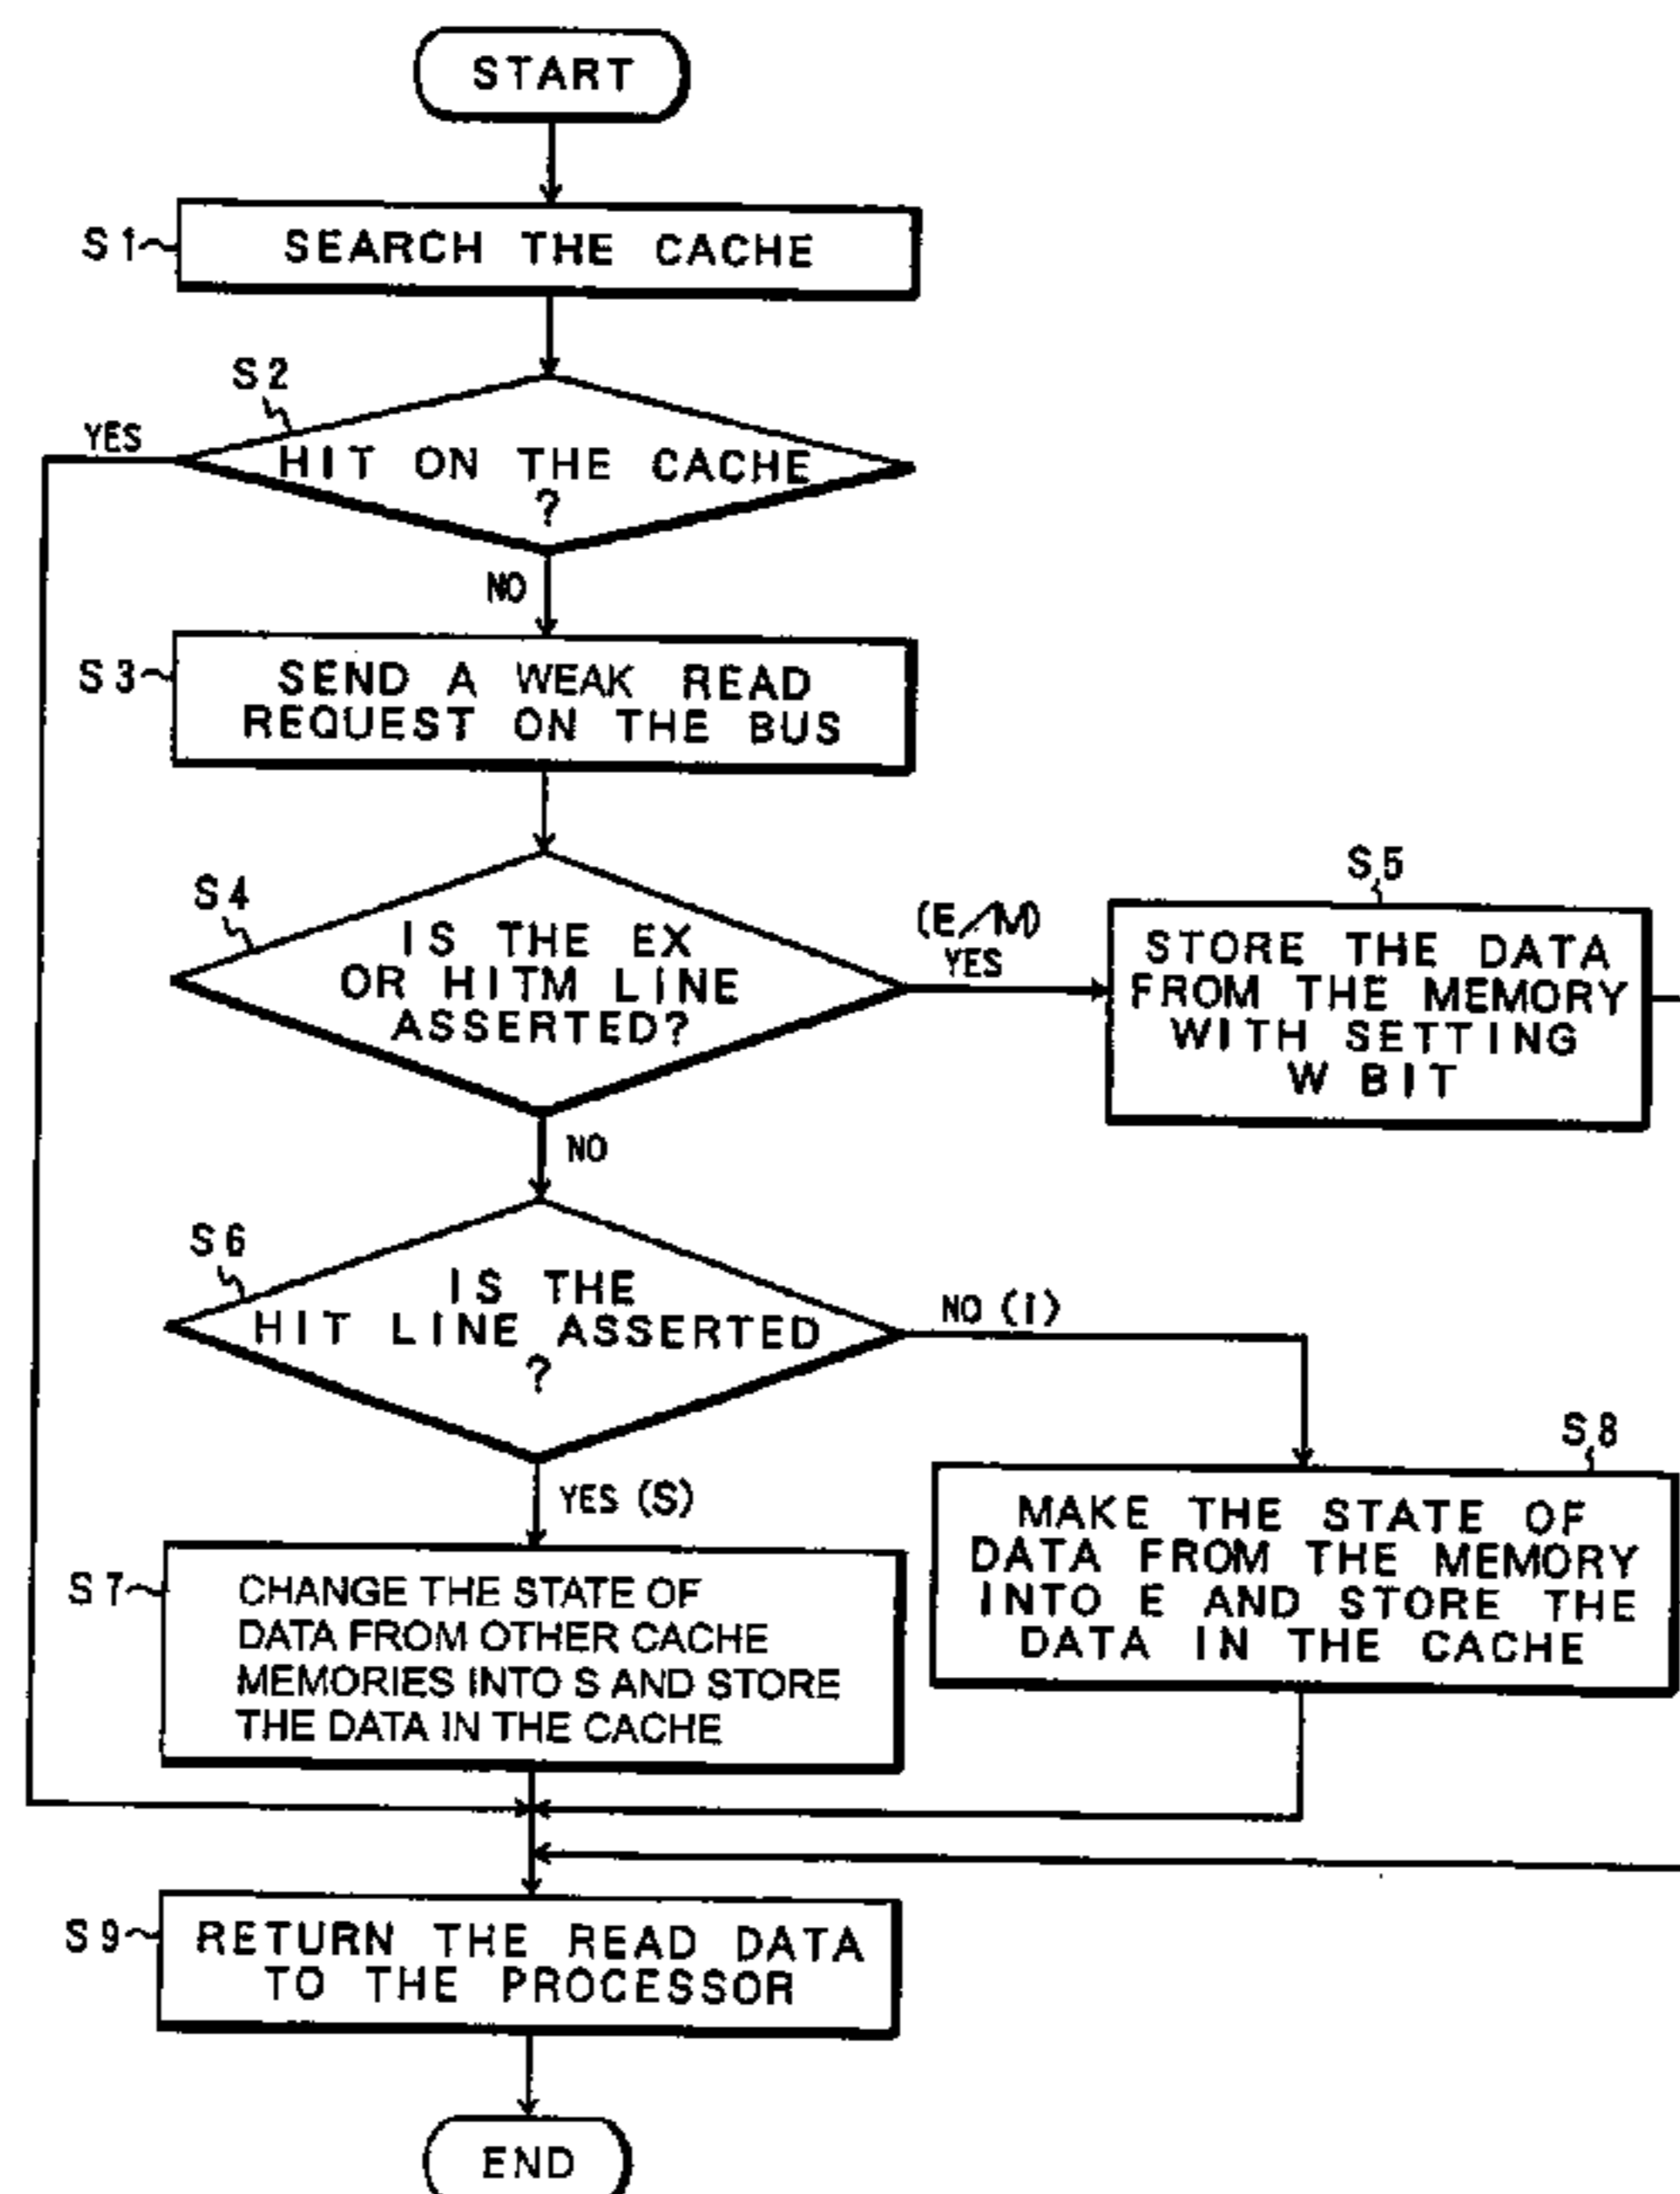 START
S1
SEARCH THE CACHE
S2
YES
HIT ON THE CACHE
?
NO
S3
SEND A WEAK READ
REQUEST ON THE BUS
S4
IS THE EX
OR HITM LINE
ASSERTED?
(E/M)
YES
S5
STORE THE DATA
FROM THE MEMORY
WITH SETTING
W BIT
NO
S6
IS THE
HIT LINE ASSERTED
?
NO (I)
YES (S)
S7
CHANGE THE STATE OF
DATA FROM OTHER CACHE
MEMORIES INTO S AND STORE
THE DATA IN THE CACHE
S8
MAKE THE STATE OF
DATA FROM THE MEMORY
INTO E AND STORE THE
DATA IN THE CACHE
S9
RETURN THE READ DATA
TO THE PROCESSOR
END